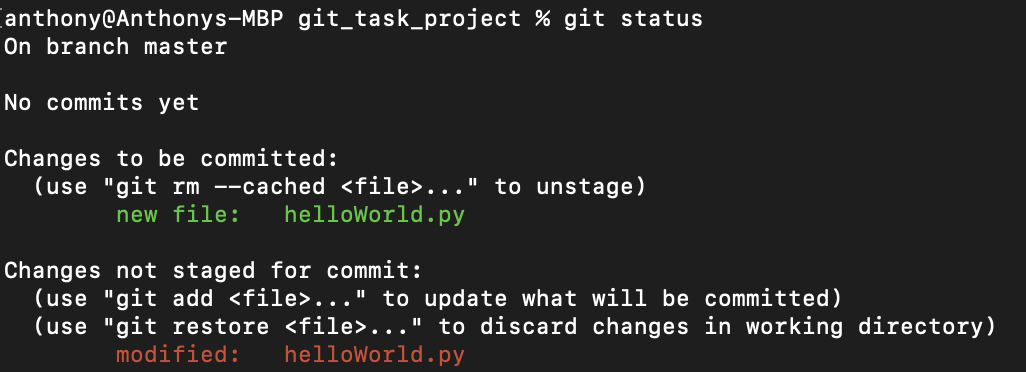 [anthony@Anthonys-MBP git_task_project % git status
On branch master
No commits yet
Changes to be committed:
(use "git rm --cached <file>..." to unstage)
new file:   helloWorld.py
Changes not staged for commit:
(use "git add <file>..." to update what will be committed)
(use "git restore <file>..." to discard changes in working directory)
modified:   helloWorld.py